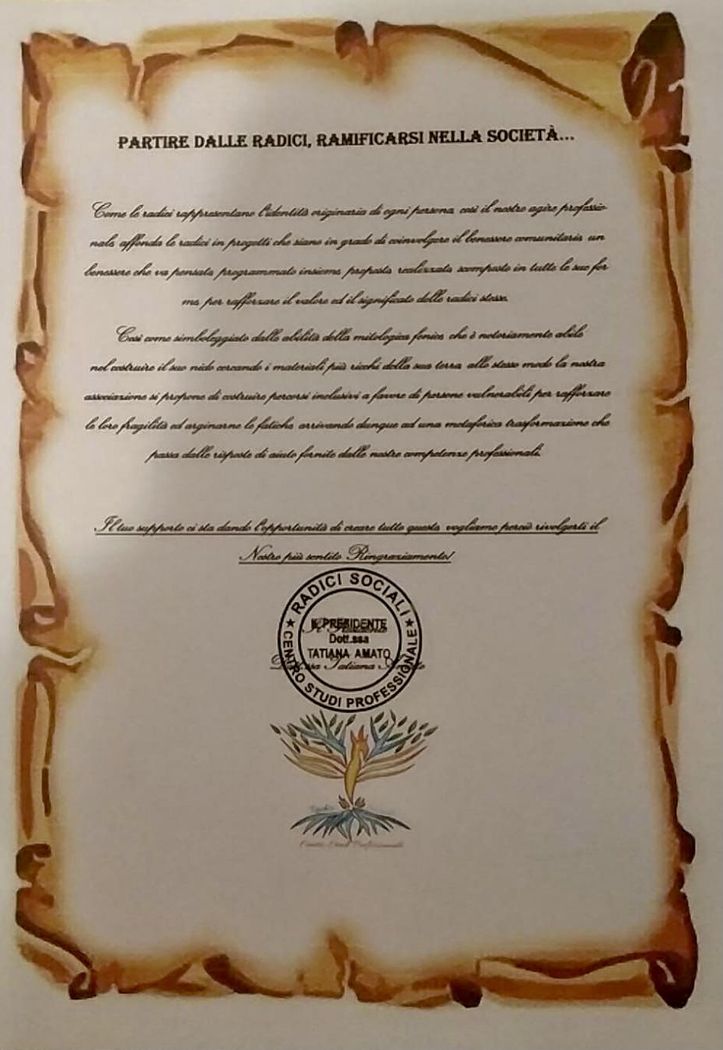 PARTIRE DALLE RADICI, RAMIFICARSI NELLA SOCIETÀ...
Come le radici rappresentano l'identità originaria di ogni persona, così il nostro agire professio
nale affonda le radici in progetti che siano in grado di coinvolgere il benessere comunitario, un
benessere che va pensato, programmato insieme, proposto, realizzato, scomposto in tutte le sue for
me, per rafforzare il valore ed il significato delle radici stesse.
Così come simboleggiato dalle abilità della mitologica fenice, che è notoriamente abile
nel costruire il suo nido cercando i materiali più ricchi della sua terra, allo stesso modo la nostra
associazione si propone di costruire percorsi inclusivi a favore di persone vulnerabili per rafforzare
le loro fragilità ed arginarne le fatiche, arrivando dunque ad una metaforica trasformazione che
passa dalle risposte di aiuto fornite dalle nostre competenze professionali.
Il tuo supporto ci sta dando l'opportunità di creare tutto questo, vogliamo perciò rivolgerti il
Nostro più sentito Ringraziamento!
RADICI SOCIALI
IL PRESIDENTE
Dott.ssa
TATIANA AMATO
CENTRO STUDI PROFESSIONALE
Il Presidente
Dott.ssa Tatiana Amato